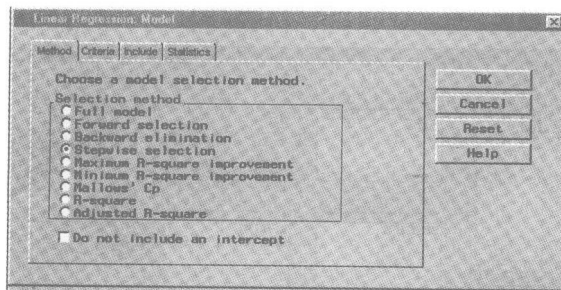 Linear Regression: Model
Method Criteria Include Statistics
Choose a model selection method.
Selection method
Full model
Forward selection
Backward elimination
Stepwise selection
Maximum R-square improvement
Minimum R-square improvement
Mallows' Cp
R-square
Adjusted R-square
Do not include an intercept
OK
Cancel
Reset
Help